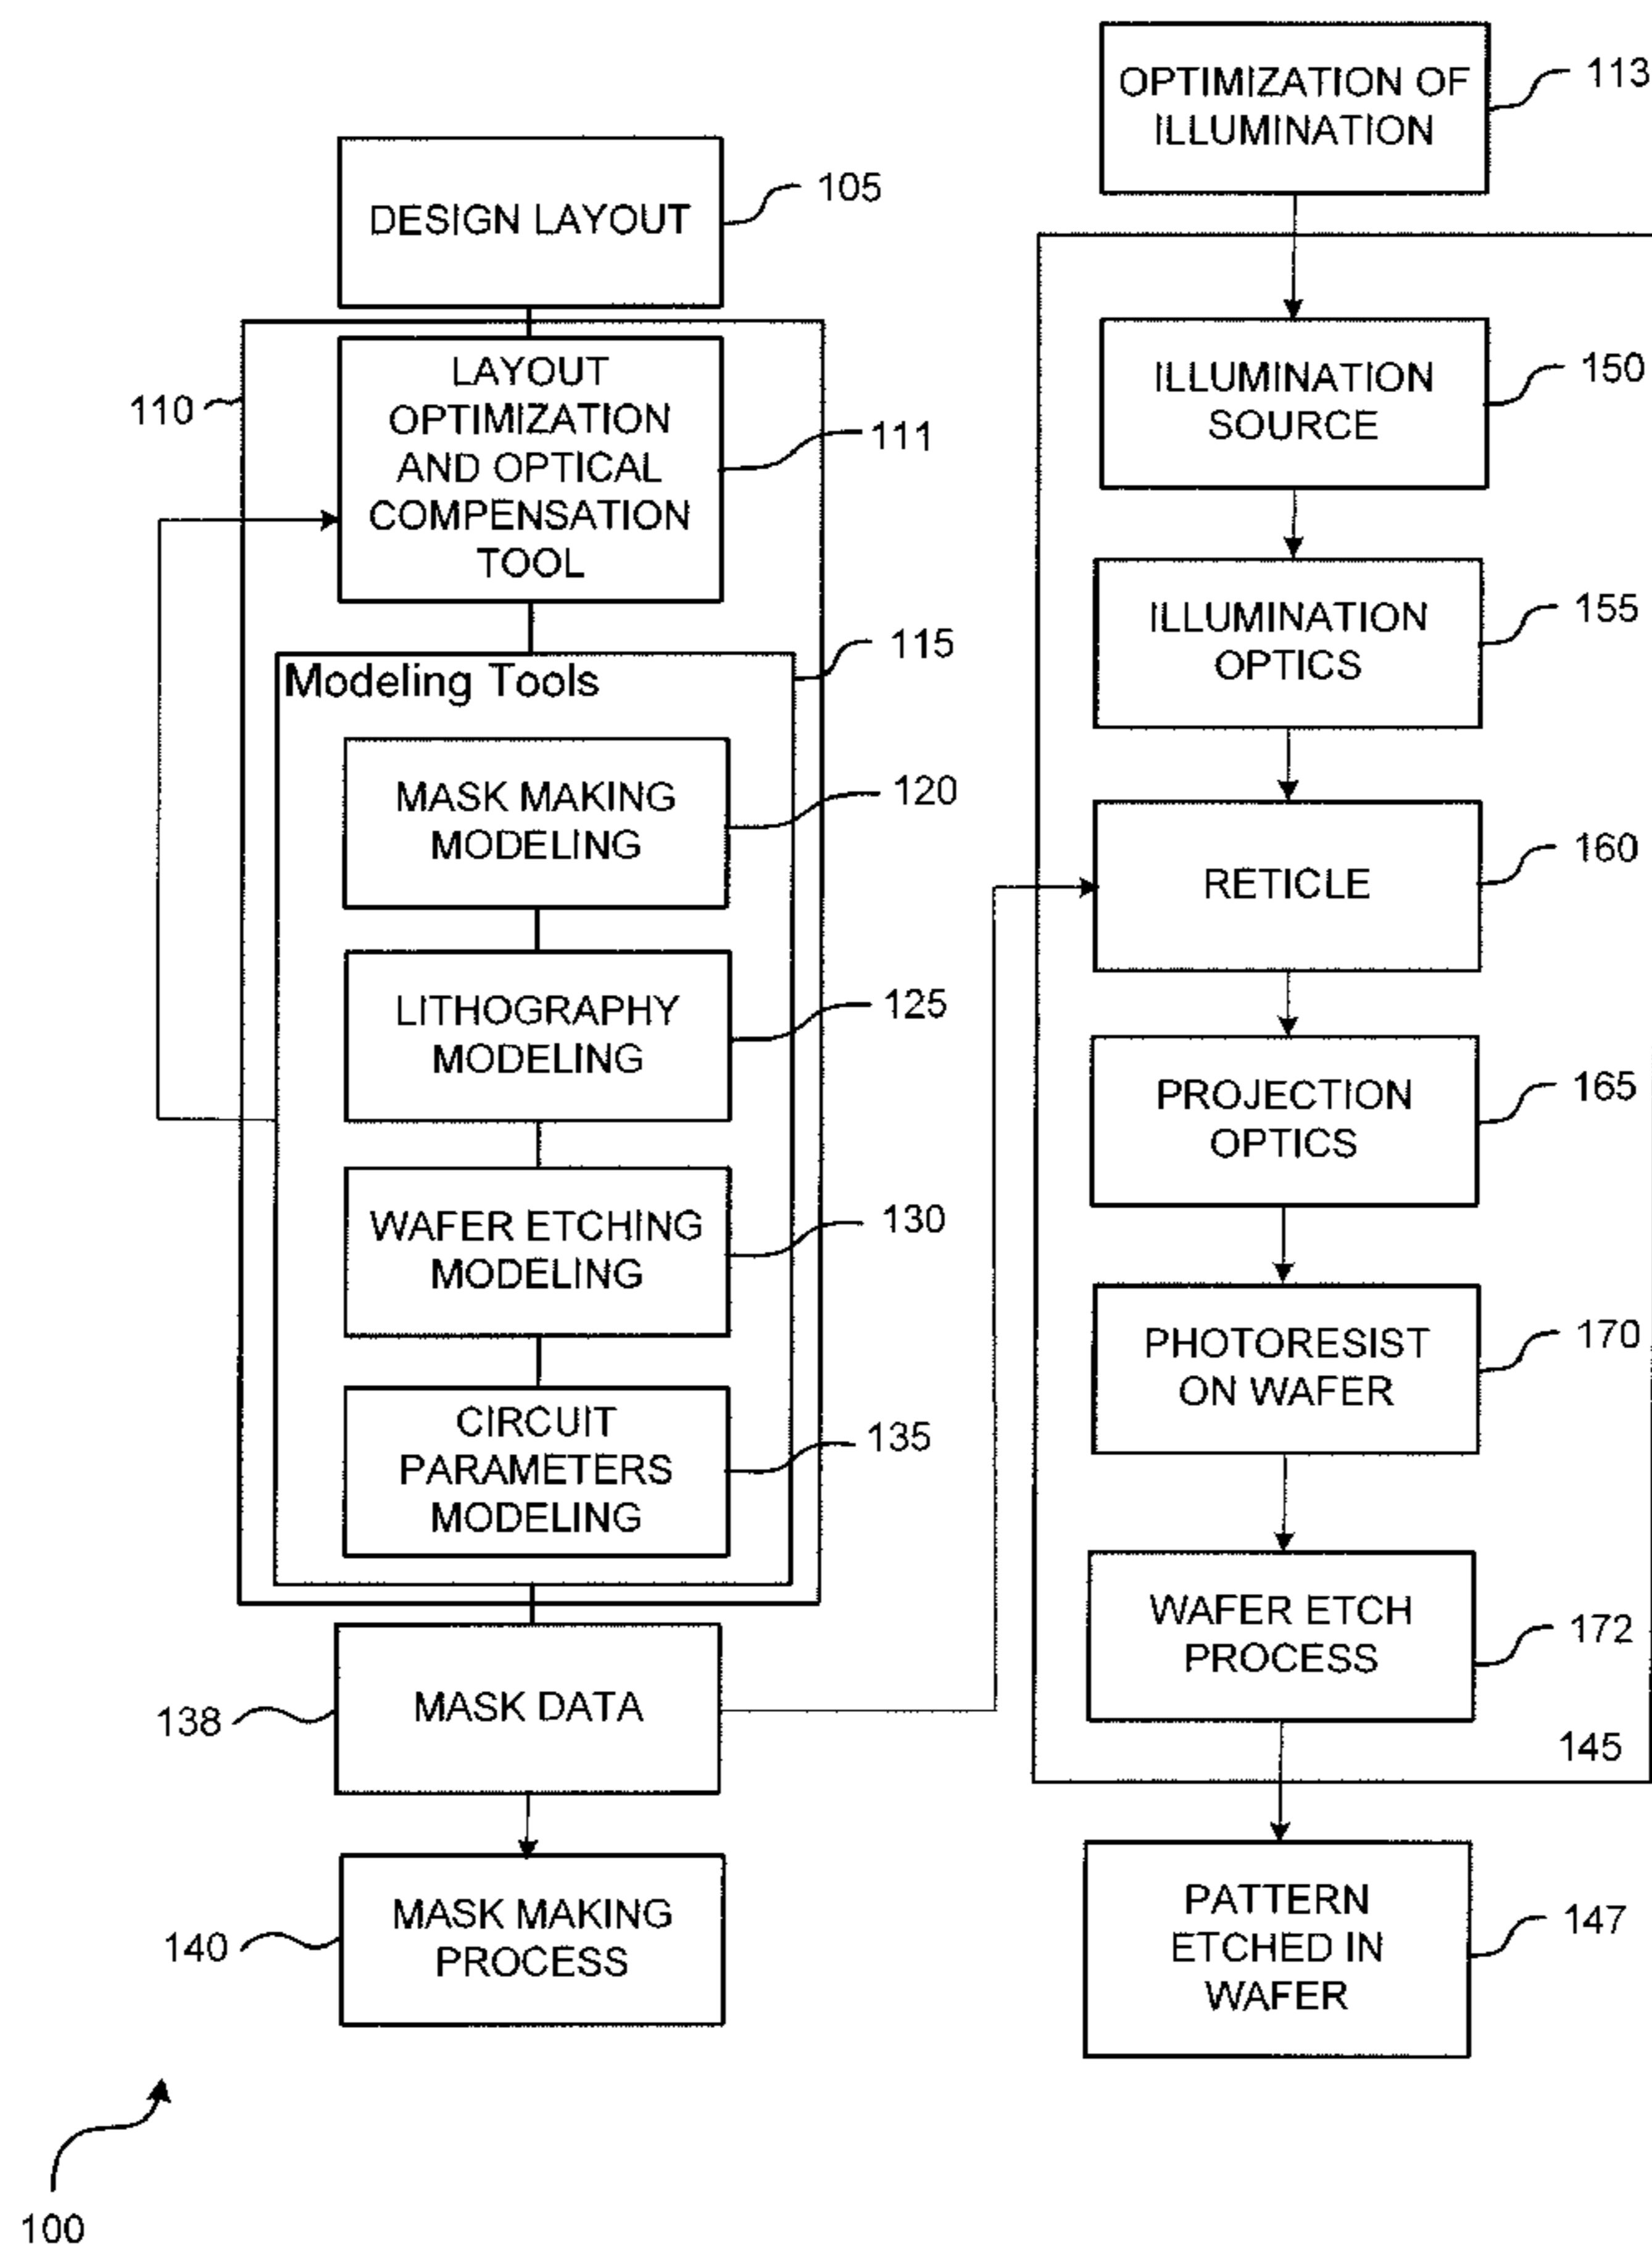 DESIGN LAYOUT
105
110
LAYOUT
OPTIMIZATION
AND OPTICAL
COMPENSATION
TOOL
111
Modeling Tools
115
MASK MAKING
MODELING
120
LITHOGRAPHY
MODELING
125
WAFER ETCHING
MODELING
130
CIRCUIT
PARAMETERS
MODELING
135
138
MASK DATA
140
MASK MAKING
PROCESS
100
OPTIMIZATION OF
ILLUMINATION
113
ILLUMINATION
SOURCE
150
ILLUMINATION
OPTICS
155
RETICLE
160
PROJECTION
OPTICS
165
PHOTORESIST
ON WAFER
170
WAFER ETCH
PROCESS
172
145
PATTERN
ETCHED IN
WAFER
147